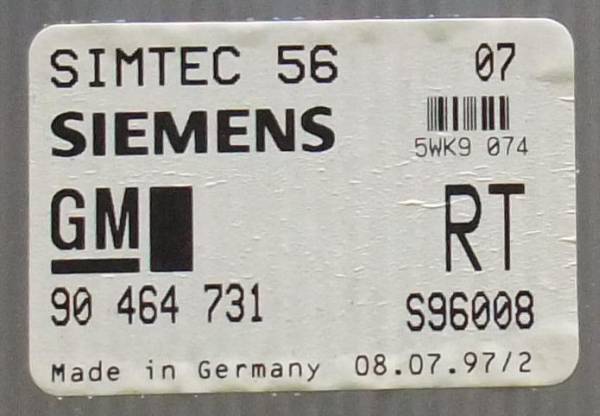 SIMTEC 56 07
SIEMENS
5WK9 074
GM RT
90 464 731 S96008
Made in Germany 08.07.97/2